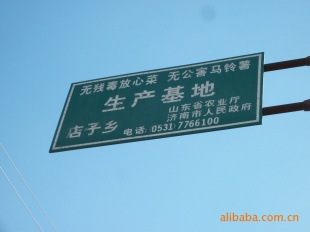 无残毒放心菜 无公害马铃薯
生产基地
店子乡
山东省农业厅
济南市人民政府
电话:(0531)7766100
alibaba.com.cn